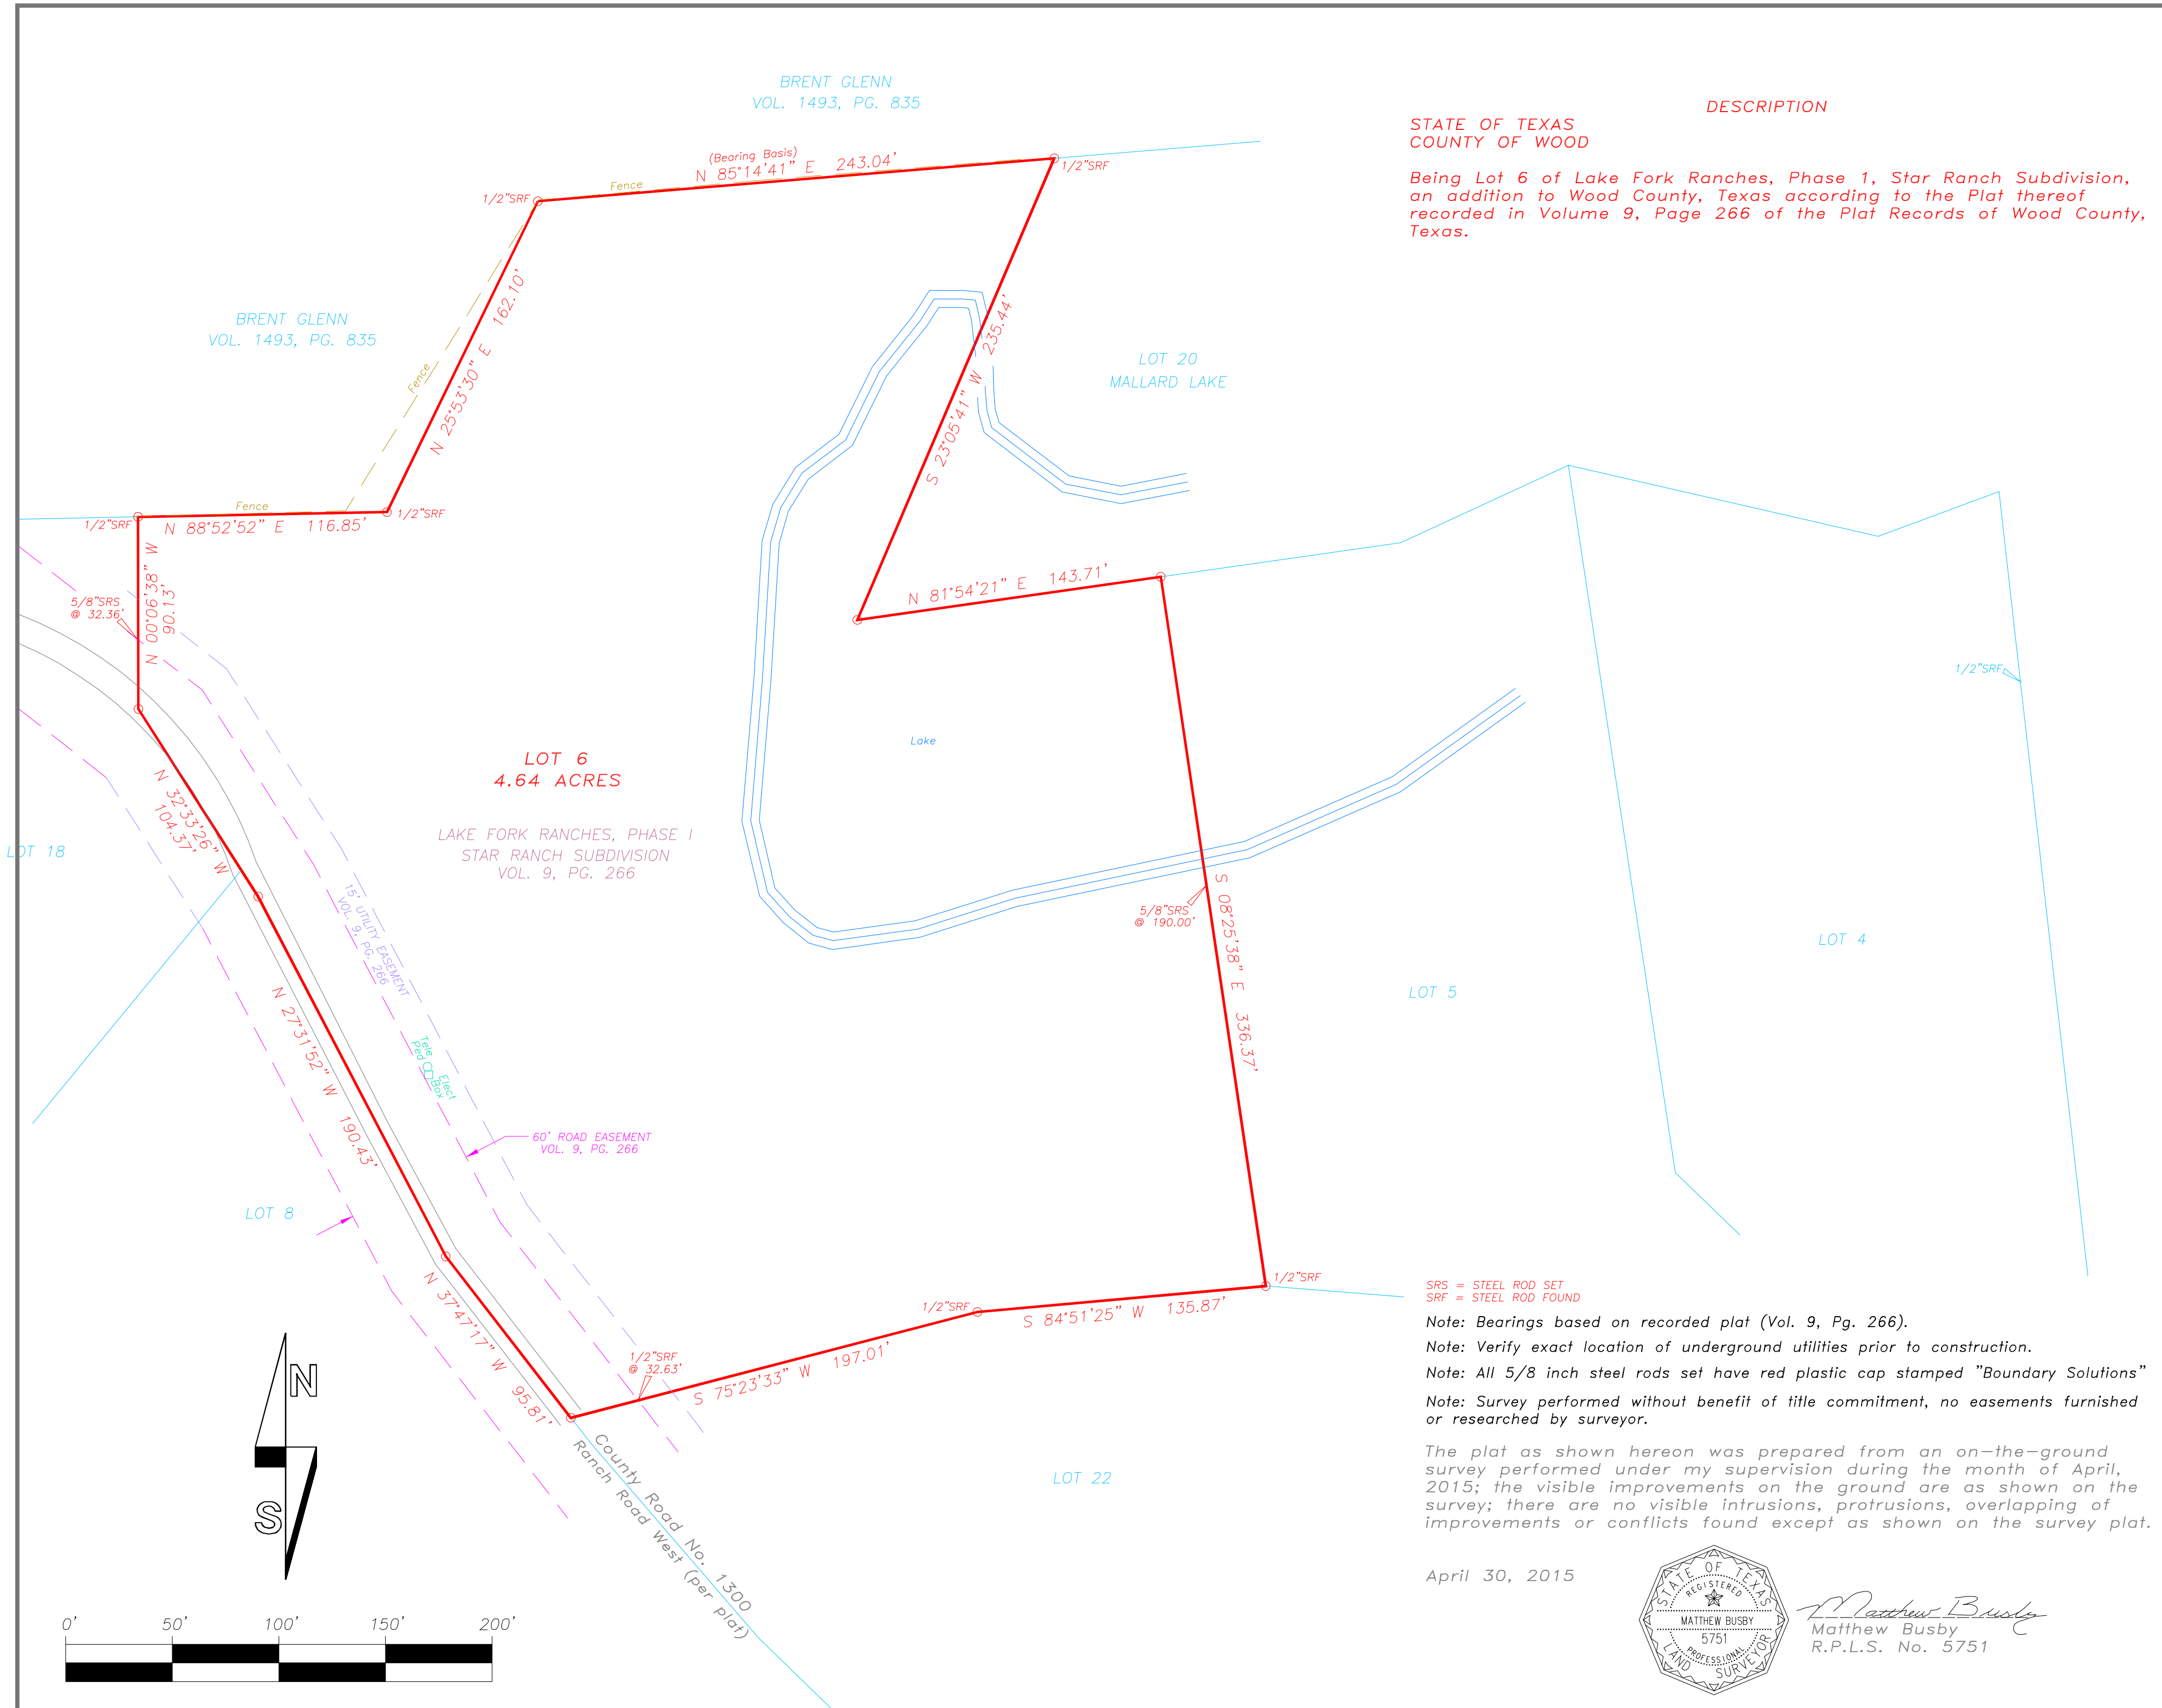 BRENT GLENN
VOL. 1493, PG. 835
DESCRIPTION
STATE OF TEXAS
COUNTY OF WOOD
Being Lot 6 of Lake Fork Ranches, Phase 1, Star Ranch Subdivision,
an addition to Wood County, Texas according to the Plat thereof
recorded in Volume 9, Page 266 of the Plat Records of Wood County,
Texas.
(Bearing Basis)
N 85°14'41" E 243.04'
Fence
1/2"SRF
1/2"SRF
BRENT GLENN
VOL. 1493, PG. 835
Fence
N 25°53'30" E 162.10'
S 23°05'41" W 235.44'
LOT 20
MALLARD LAKE
Fence
1/2"SRF
N 88°52'52" E 116.85'
1/2"SRF
N 00°06'38" W
90.13'
5/8"SRS
@ 32.36'
N 81°54'21" E 143.71'
1/2"SRF
Lake
LOT 6
4.64 ACRES
LAKE FORK RANCHES, PHASE I
STAR RANCH SUBDIVISION
VOL. 9, PG. 266
N 32°33'26" W
104.37'
LOT 18
15' UTILITY EASEMENT
VOL. 9, PG. 266
5/8"SRS
@ 190.00'
S 08°25'38" E 336.37'
LOT 5
LOT 4
N 27°31'52" W 190.43'
Tele
Ped
Elect
Box
60' ROAD EASEMENT
VOL. 9, PG. 266
LOT 8
N 37°47'17" W 95.81'
1/2"SRF
@ 32.63'
S 75°23'33" W 197.01'
1/2"SRF
S 84°51'25" W 135.87'
1/2"SRF
LOT 22
County Road No. 1300
Ranch Road West (per plat)
N
S
0' 50' 100' 150' 200'
SRS = STEEL ROD SET
SRF = STEEL ROD FOUND
Note: Bearings based on recorded plat (Vol. 9, Pg. 266).
Note: Verify exact location of underground utilities prior to construction.
Note: All 5/8 inch steel rods set have red plastic cap stamped "Boundary Solutions"
Note: Survey performed without benefit of title commitment, no easements furnished
or researched by surveyor.
The plat as shown hereon was prepared from an on-the-ground
survey performed under my supervision during the month of April,
2015; the visible improvements on the ground are as shown on the
survey; there are no visible intrusions, protrusions, overlapping of
improvements or conflicts found except as shown on the survey plat.
April 30, 2015
STATE OF TEXAS
REGISTERED
MATTHEW BUSBY
5751
PROFESSIONAL
LAND SURVEYOR
Matthew Busby
Matthew Busby
R.P.L.S. No. 5751